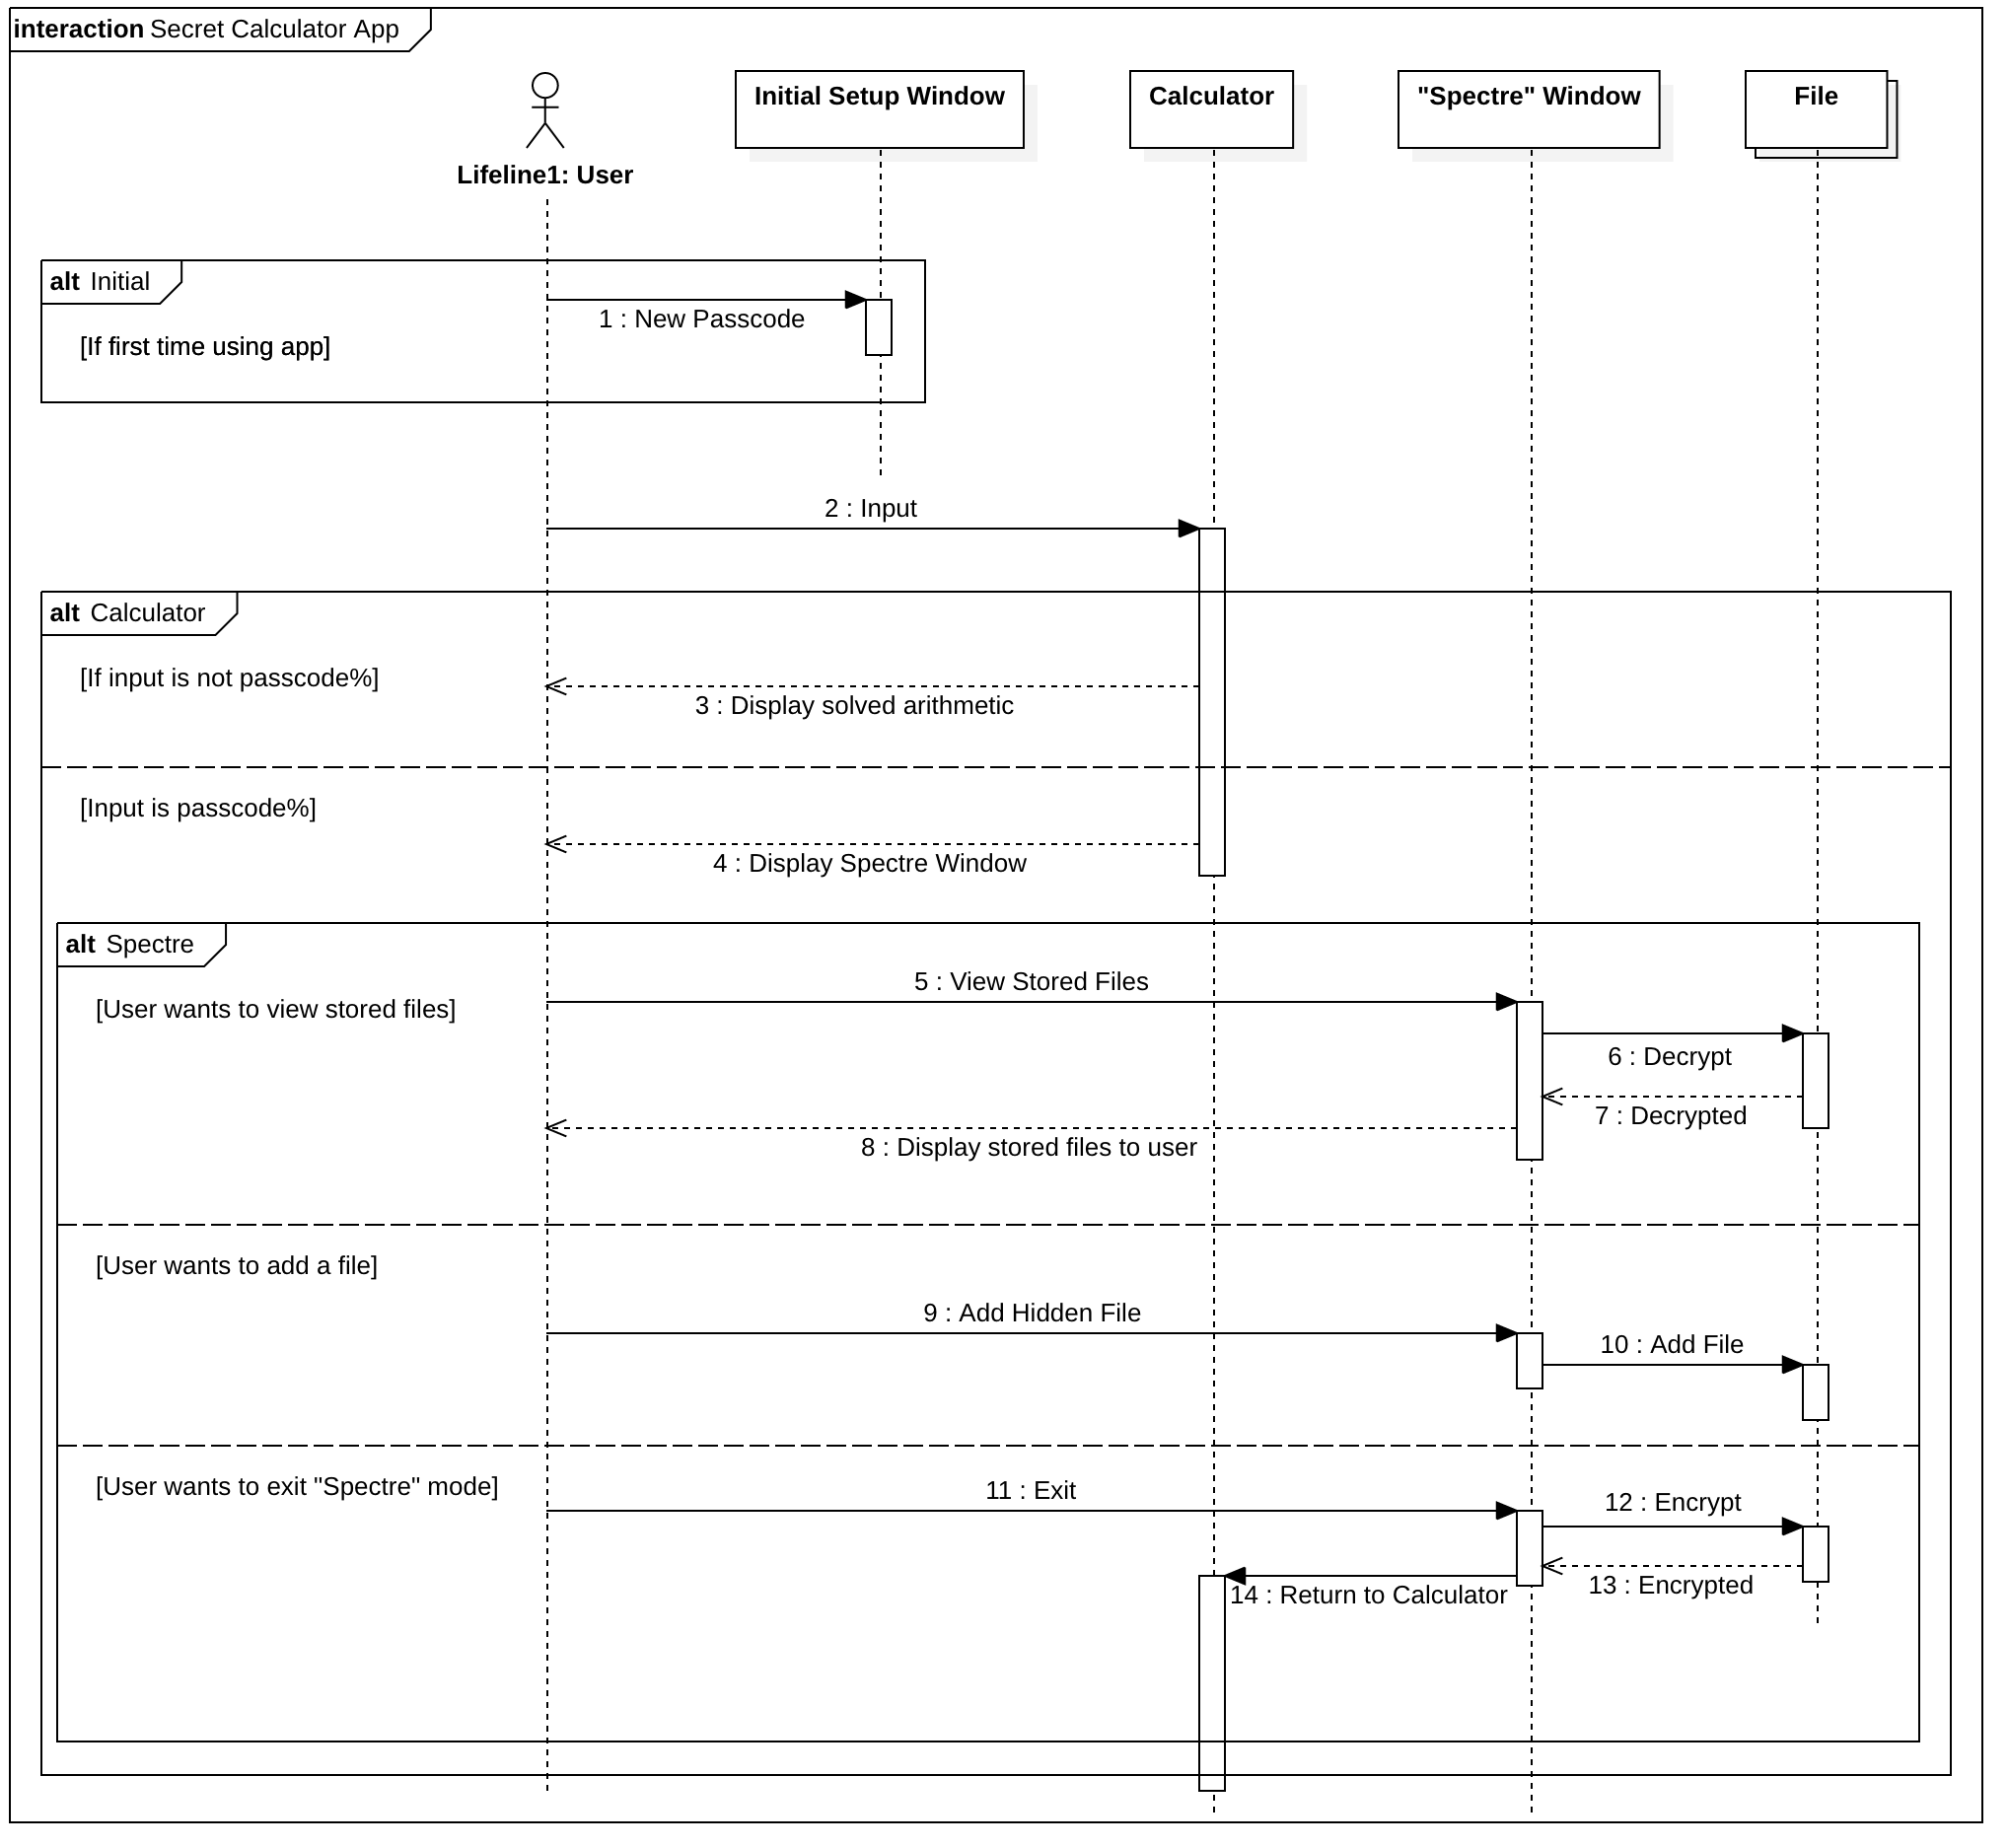 interaction Secret Calculator App
Lifeline1: User
Initial Setup Window
Calculator
"Spectre" Window
File
alt Initial
[If first time using app]
1 : New Passcode
2 : Input
alt Calculator
[If input is not passcode%]
3 : Display solved arithmetic
[Input is passcode%]
4 : Display Spectre Window
alt Spectre
[User wants to view stored files]
5 : View Stored Files
6 : Decrypt
7 : Decrypted
8 : Display stored files to user
[User wants to add a file]
9 : Add Hidden File
10 : Add File
[User wants to exit "Spectre" mode]
11 : Exit
12 : Encrypt
13 : Encrypted
14 : Return to Calculator